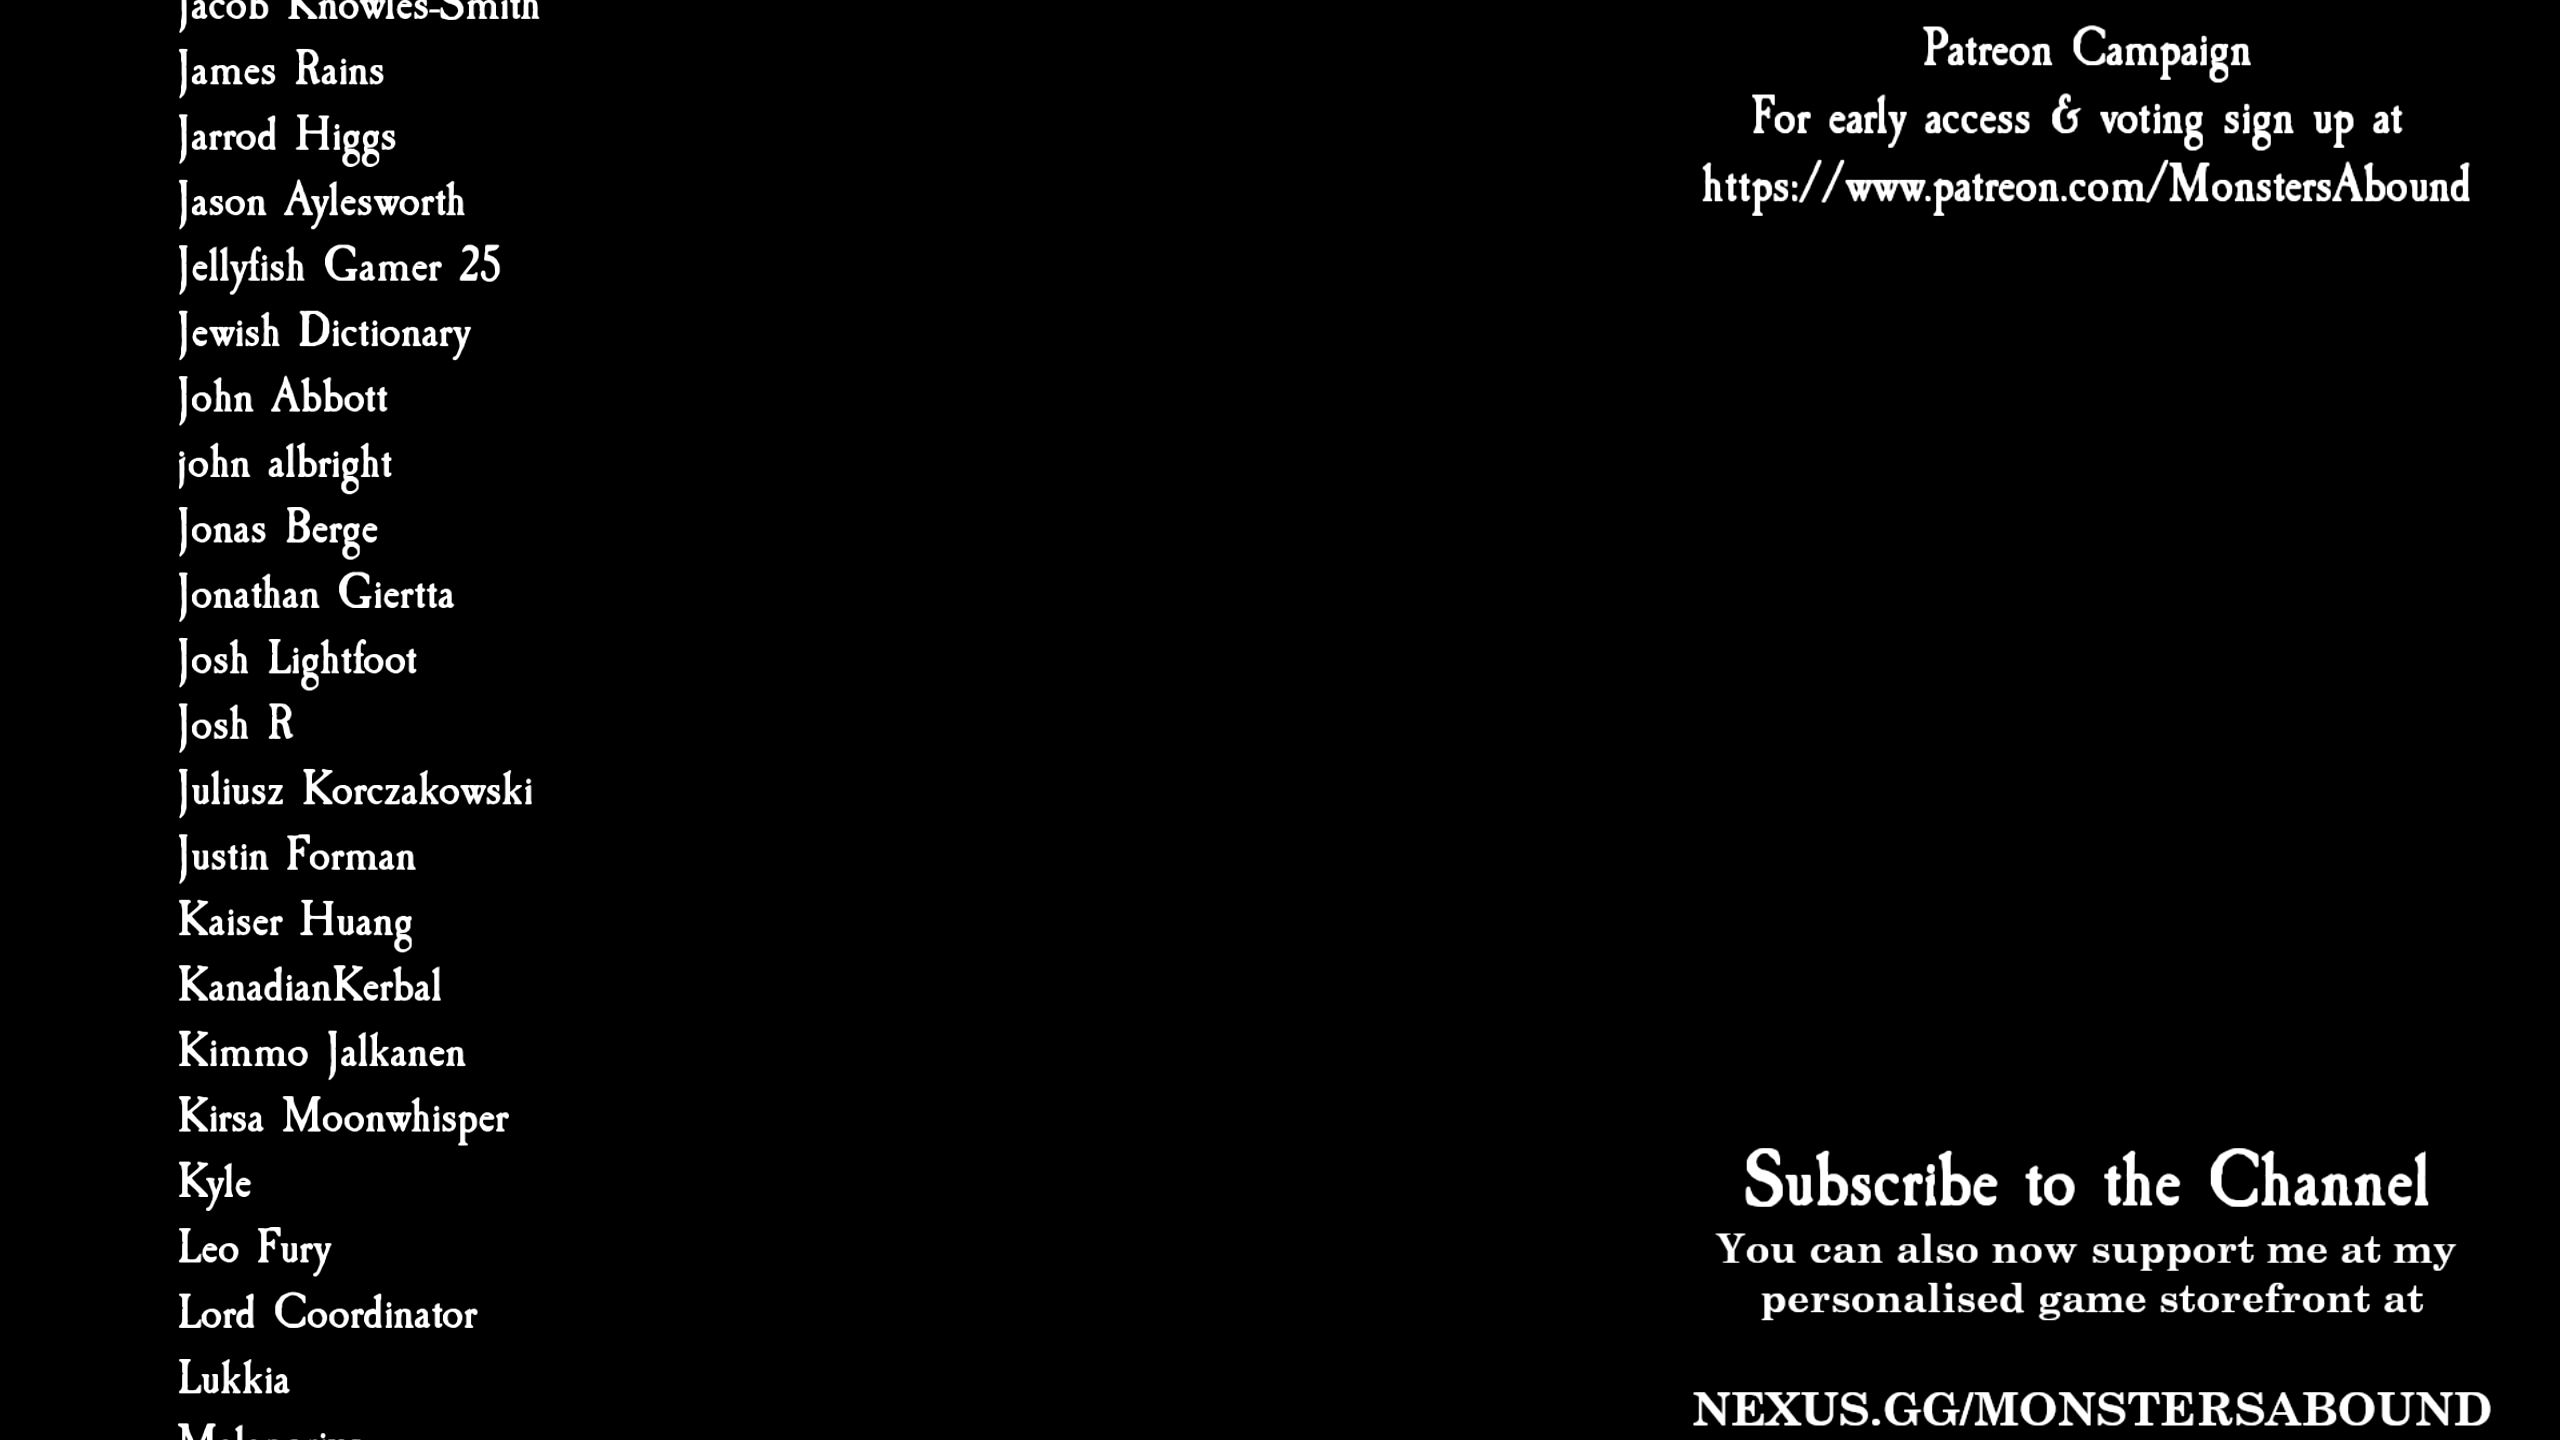 Jacob Knowles-Smith
James Rains
Jarrod Higgs
Jason Aylesworth
Jellyfish Gamer 25
Jewish Dictionary
John Abbott
john albright
Jonas Berge
Jonathan Giertta
Josh Lightfoot
Josh R
Juliusz Korczakowski
Justin Forman
Kaiser Huang
KanadianKerbal
Kimmo Jalkanen
Kirsa Moonwhisper
Kyle
Leo Fury
Lord Coordinator
Lukkia
Patreon Campaign
For early access & voting sign up at
https://www.patreon.com/MonstersAbound
Subscribe to the Channel
You can also now support me at my
personalised game storefront at
NEXUS.GG/MONSTERSABOUND